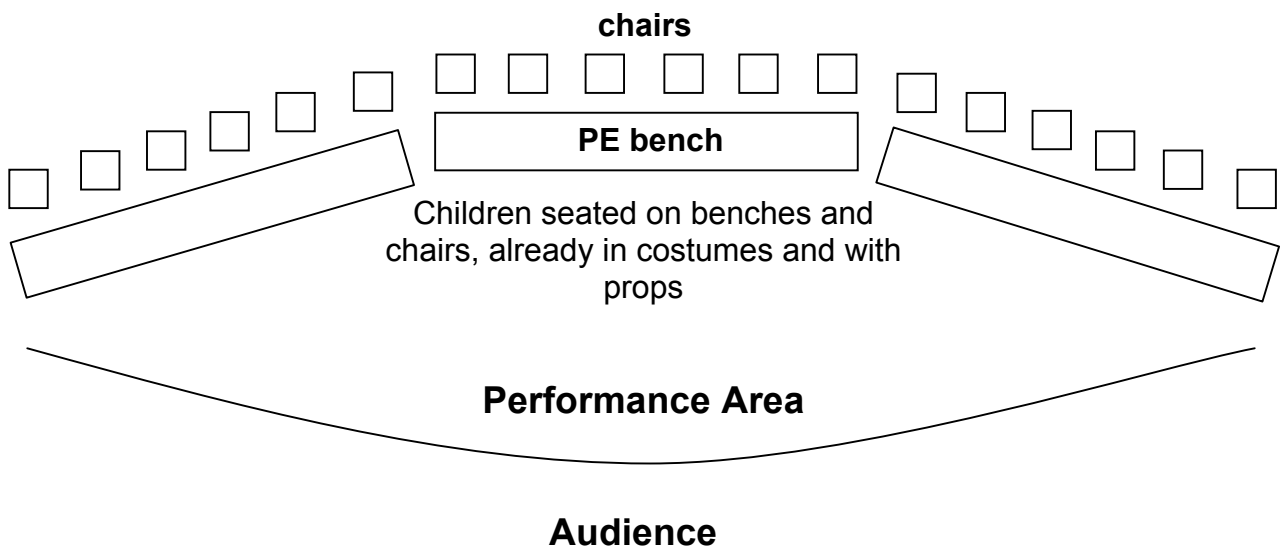 chairs
PE bench
Children seated on benches and
chairs, already in costumes and with
props
Performance Area
Audience